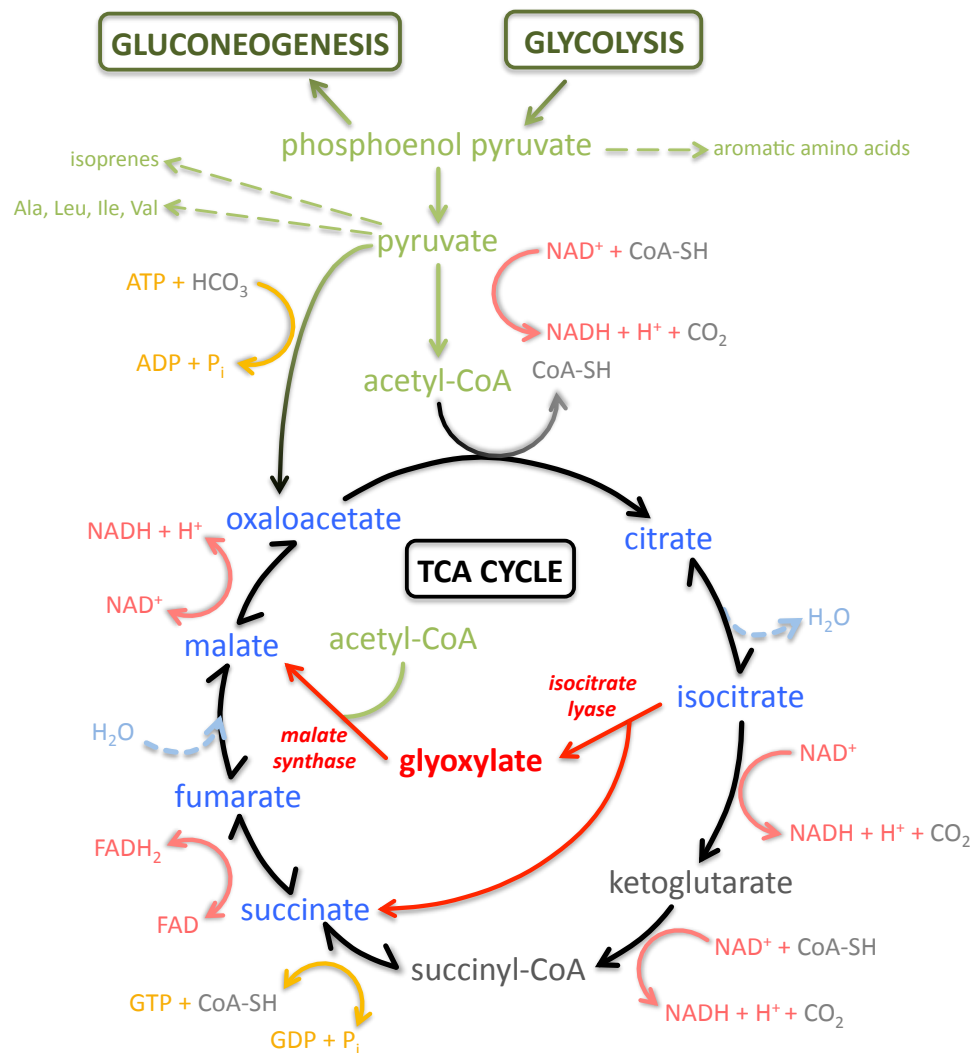 GLUCONEOGENESIS
GLYCOLYSIS
phosphoenol pyruvate
aromatic amino acids
isoprenes
Ala, Leu, Ile, Val
pyruvate
NAD⁺ + CoA-SH
ATP + HCO₃
NADH + H⁺ + CO₂
ADP + Pᵢ
acetyl-CoA
CoA-SH
oxaloacetate
NADH + H⁺
citrate
TCA CYCLE
NAD⁺
H₂O
malate
acetyl-CoA
isocitrate
lyase
isocitrate
H₂O
malate
synthase
glyoxylate
NAD⁺
fumarate
NADH + H⁺ + CO₂
FADH₂
ketoglutarate
succinate
FAD
NAD⁺ + CoA-SH
succinyl-CoA
GTP + CoA-SH
NADH + H⁺ + CO₂
GDP + Pᵢ